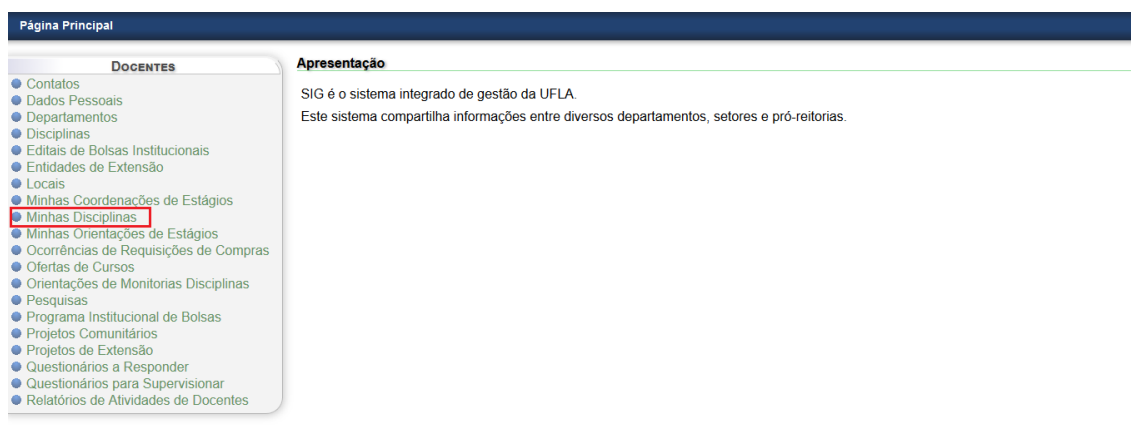 Página Principal
DOCENTES
Contatos
Dados Pessoais
Departamentos
Disciplinas
Editais de Bolsas Institucionais
Entidades de Extensão
Locais
Minhas Coordenações de Estágios
Minhas Disciplinas
Minhas Orientações de Estágios
Ocorrências de Requisições de Compras
Ofertas de Cursos
Orientações de Monitorias Disciplinas
Pesquisas
Programa Institucional de Bolsas
Projetos Comunitários
Projetos de Extensão
Questionários a Responder
Questionários para Supervisionar
Relatórios de Atividades de Docentes
Apresentação
SIG é o sistema integrado de gestão da UFLA.
Este sistema compartilha informações entre diversos departamentos, setores e pró-reitorias.